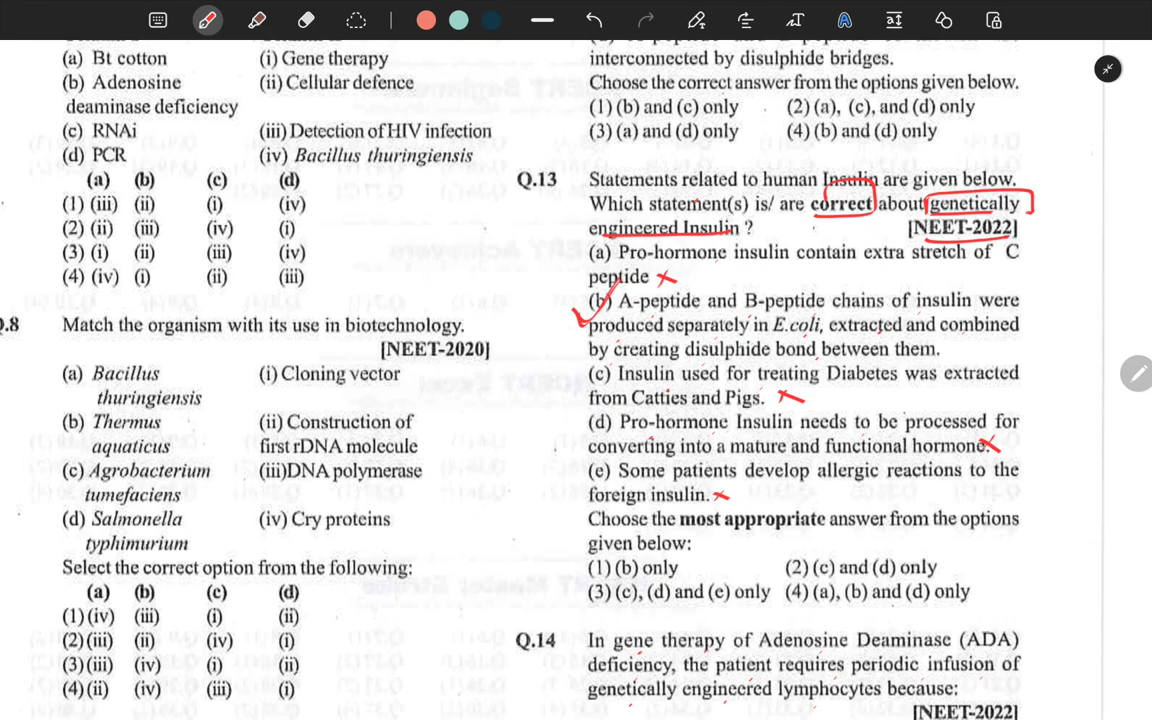 (a) Bt cotton (i) Gene therapy
(b) Adenosine (ii) Cellular defence
deaminase deficiency
(c) RNAi (iii) Detection of HIV infection
(d) PCR (iv) Bacillus thuringiensis
(a) (b) (c) (d)
(1) (iii) (ii) (i) (iv)
(2) (ii) (iii) (iv) (i)
(3) (i) (ii) (iii) (iv)
(4) (iv) (i) (ii) (iii)
Q.8 Match the organism with its use in biotechnology.
[NEET-2020]
(a) Bacillus (i) Cloning vector
thuringiensis
(b) Thermus (ii) Construction of
aquaticus first rDNA molecule
(c) Agrobacterium (iii)DNA polymerase
tumefaciens
(d) Salmonella (iv) Cry proteins
typhimurium
Select the correct option from the following:
(a) (b) (c) (d)
(1) (iv) (iii) (i) (ii)
(2)(iii) (ii) (iv) (i)
(3)(iii) (iv) (i) (ii)
(4)(ii) (iv) (iii) (i)
interconnected by disulphide bridges.
Choose the correct answer from the options given below.
(1) (b) and (c) only (2) (a), (c), and (d) only
(3) (a) and (d) only (4) (b) and (d) only
Q.13 Statements related to human Insulin are given below.
Which statement(s) is/ are correct about genetically
engineered Insulin ? [NEET-2022]
(a) Pro-hormone insulin contain extra stretch of C
peptide
(b) A-peptide and B-peptide chains of insulin were
produced separately in E.coli, extracted and combined
by creating disulphide bond between them.
(c) Insulin used for treating Diabetes was extracted
from Catties and Pigs.
(d) Pro-hormone Insulin needs to be processed for
converting into a mature and functional hormone
(e) Some patients develop allergic reactions to the
foreign insulin.
Choose the most appropriate answer from the options
given below:
(1) (b) only (2) (c) and (d) only
(3) (c), (d) and (e) only (4) (a), (b) and (d) only
Q.14 In gene therapy of Adenosine Deaminase (ADA)
deficiency, the patient requires periodic infusion of
genetically engineered lymphocytes because:
[NEET-2022]